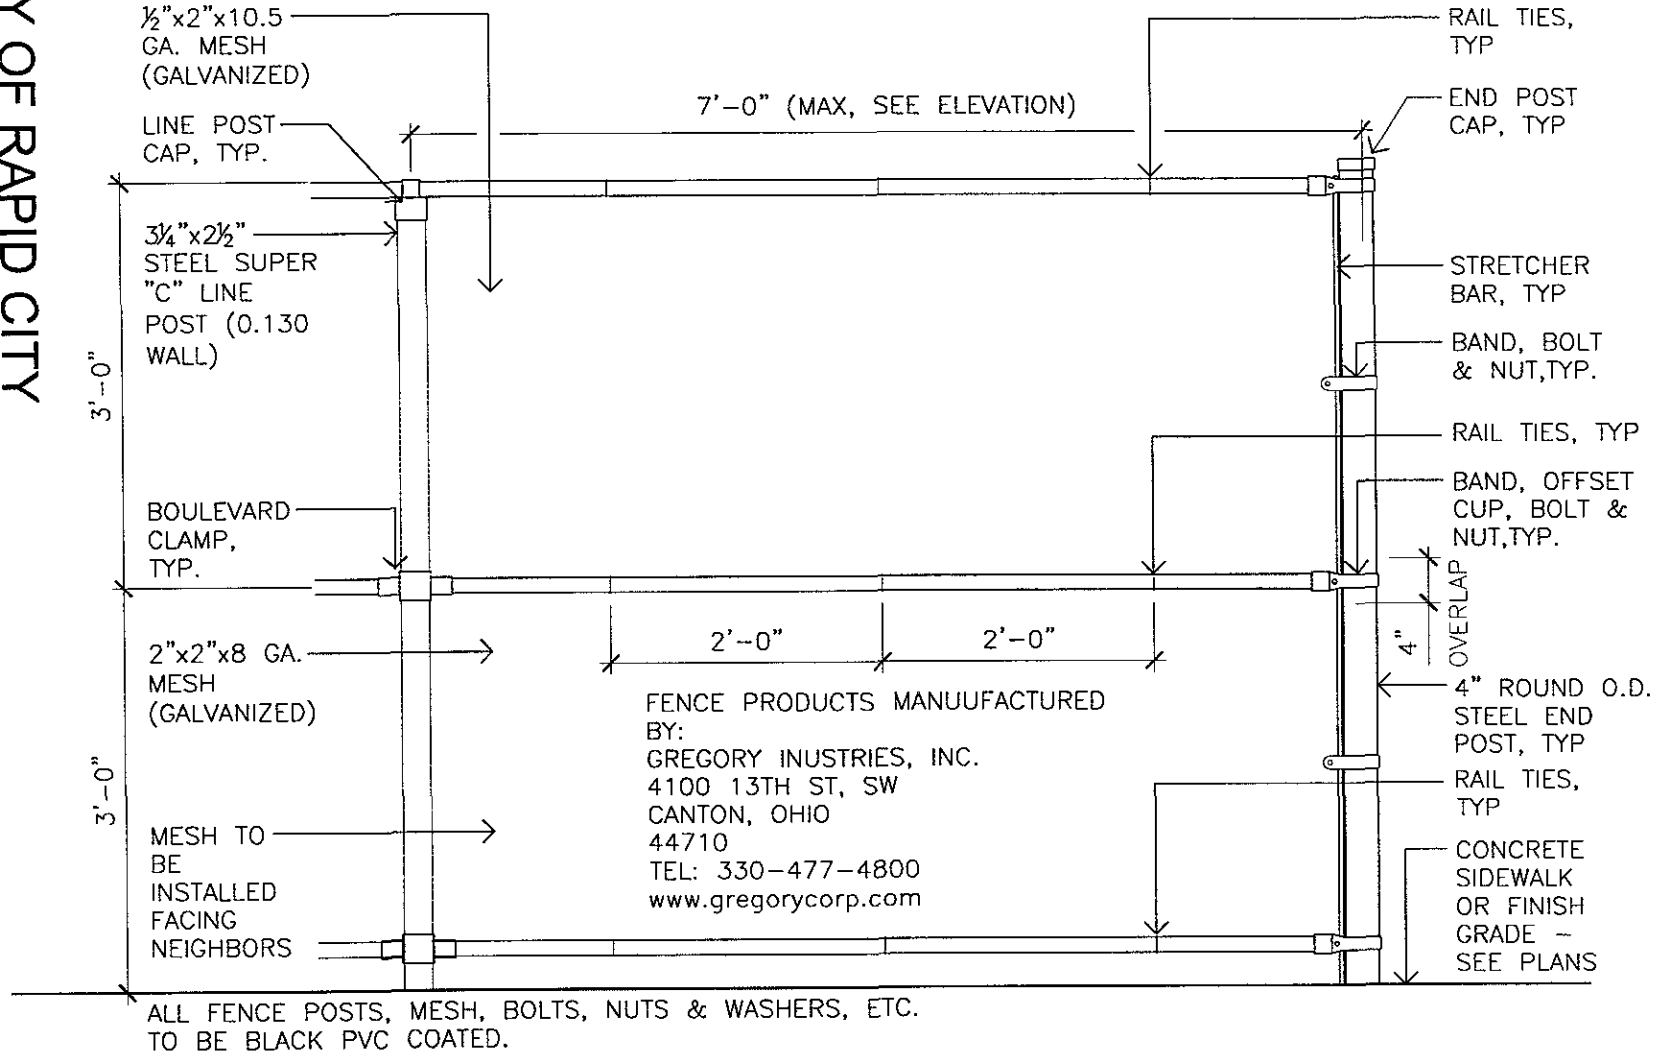 Y OF RAPID CITY
½"x2"x10.5
GA. MESH
(GALVANIZED)
LINE POST
CAP, TYP.
3¼"x2½"
STEEL SUPER
"C" LINE
POST (0.130
WALL)
3'-0"
BOULEVARD
CLAMP,
TYP.
2"x2"x8 GA.
MESH
(GALVANIZED)
3'-0"
MESH TO
BE
INSTALLED
FACING
NEIGHBORS
7'-0" (MAX, SEE ELEVATION)
2'-0"
2'-0"
FENCE PRODUCTS MANUUFACTURED
BY:
GREGORY INUSTRIES, INC.
4100 13TH ST, SW
CANTON, OHIO
44710
TEL: 330-477-4800
www.gregorycorp.com
RAIL TIES,
TYP
END POST
CAP, TYP
STRETCHER
BAR, TYP
BAND, BOLT
& NUT,TYP.
RAIL TIES, TYP
BAND, OFFSET
CUP, BOLT &
NUT,TYP.
4"
OVERLAP
4" ROUND O.D.
STEEL END
POST, TYP
RAIL TIES,
TYP
CONCRETE
SIDEWALK
OR FINISH
GRADE -
SEE PLANS
ALL FENCE POSTS, MESH, BOLTS, NUTS & WASHERS, ETC.
TO BE BLACK PVC COATED.